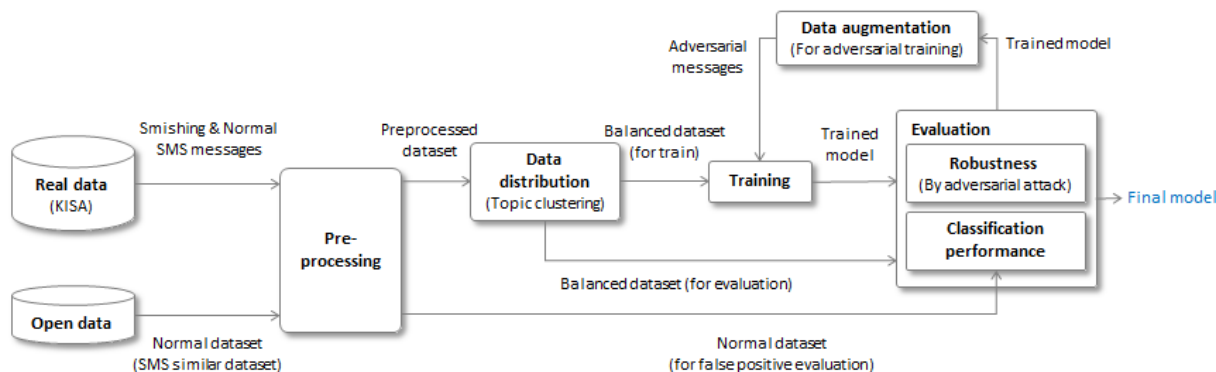 Data augmentation
(For adversarial training)
Adversarial
messages
Trained model
Smishing & Normal
SMS messages
Preprocessed
dataset
Balanced dataset
(for train)
Trained
model
Evaluation
Real data
(KISA)
Data
distribution
(Topic clustering)
Training
Robustness
(By adversarial attack)
Final model
Pre-
processing
Classification
performance
Balanced dataset (for evaluation)
Open data
Normal dataset
(SMS similar dataset)
Normal dataset
(for false positive evaluation)